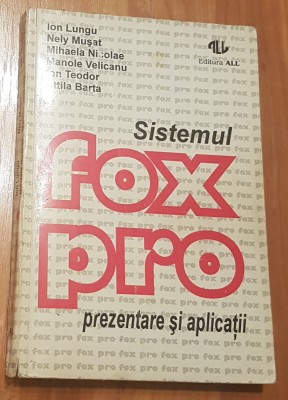 Ion Lungu
Nely Mușat
Mihaela Nicolae
Manole Velicanu
Ion Teodor
Attila Barta
ALL
Editura ALL
Sistemul
fox
pro
prezentare și aplicații